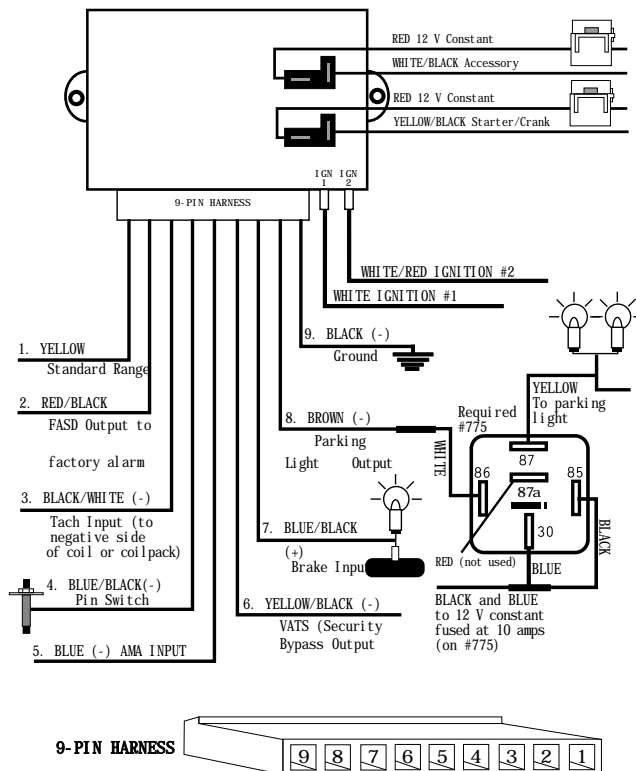 RED 12 V Constant
WHITE/BLACK Accessory
RED 12 V Constant
YELLOW/BLACK Starter/Crank
IGN 1
IGN 2
9-PIN HARNESS
WHITE/RED IGNITION #2
WHITE IGNITION #1
9. BLACK (-)
Ground
1. YELLOW
Standard Range
2. RED/BLACK
FASD Output to
factory alarm
3. BLACK/WHITE (-)
Tach Input (to
negative side
of coil or coilpack)
4. BLUE/BLACK(-)
Pin Switch
5. BLUE (-) AMA INPUT
6. YELLOW/BLACK (-)
VATS (Security
Bypass Output
7. BLUE/BLACK
(+)
Brake Inpu
8. BROWN (-)
Parking
Light Output
WHITE
Required
#775
YELLOW
To parking
light
87
86
85
87a
30
RED (not used)
BLUE
BLACK
BLACK and BLUE
to 12 V constant
fused at 10 amps
(on #775)
9-PIN HARNESS
9 8 7 6 5 4 3 2 1